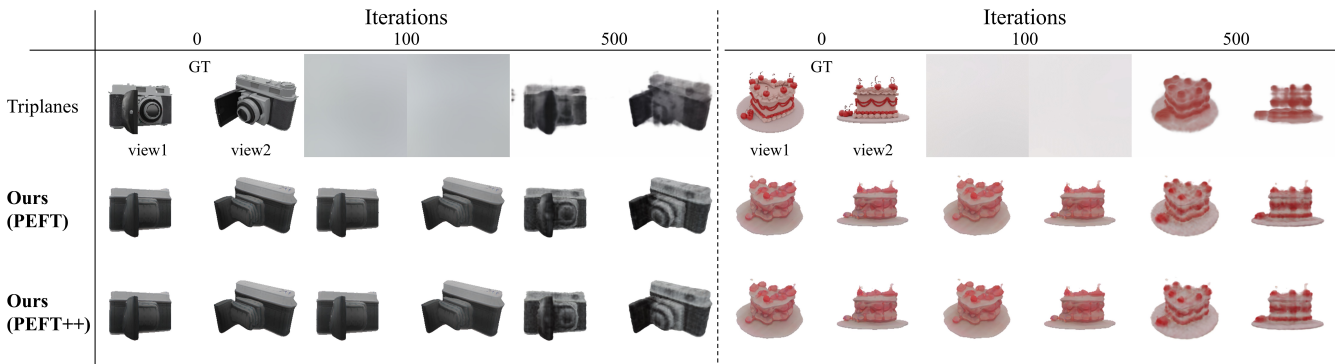 Iterations
Iterations
0
100
500
0
100
500
GT
GT
Triplanes
view1
view2
view1
view2
Ours
(PEFT)
Ours
(PEFT++)